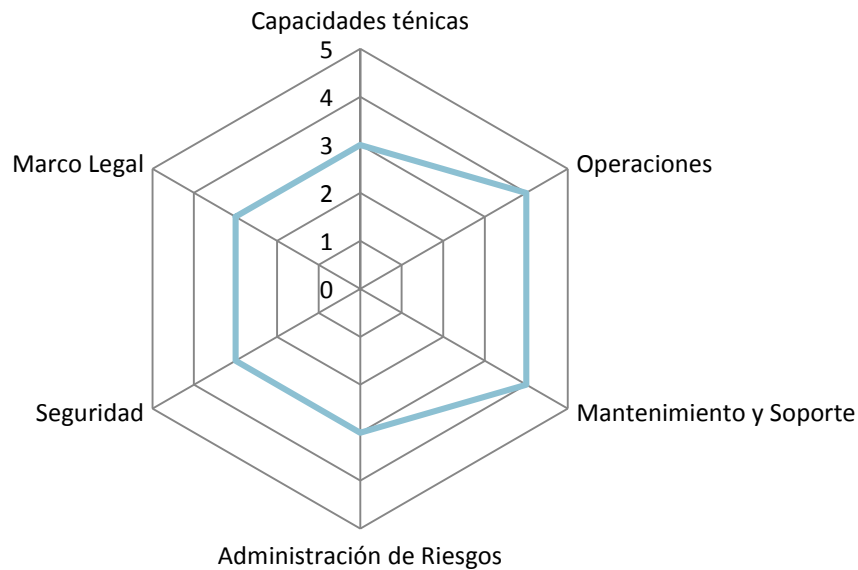 Capacidades ténicas
5
4
3
2
1
0
Operaciones
Mantenimiento y Soporte
Administración de Riesgos
Seguridad
Marco Legal